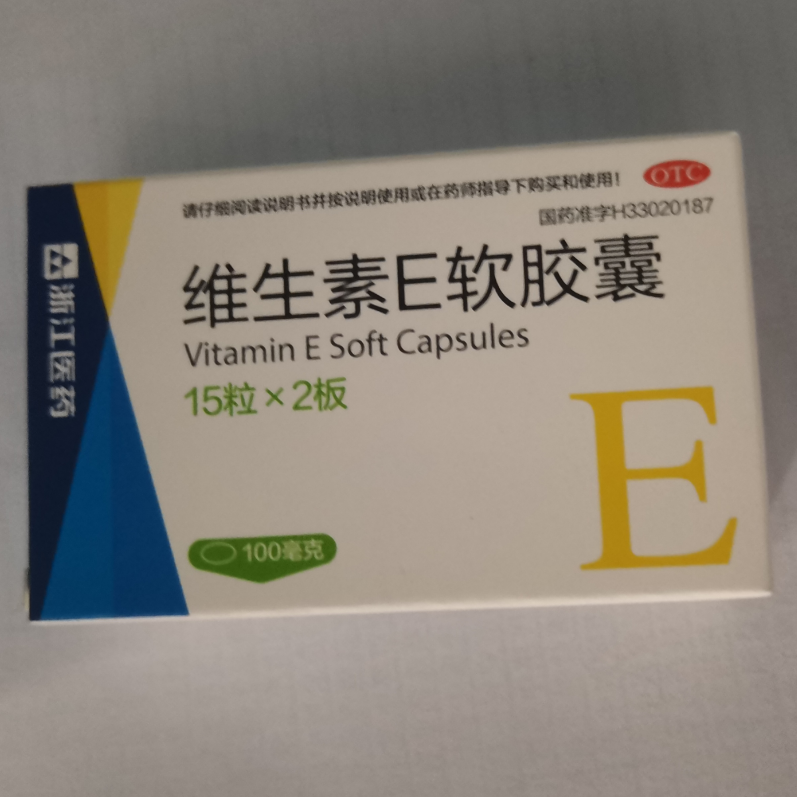 请仔细阅读说明书并按说明使用或在药师指导下购买和使用!
OTC
国药准字H33020187
维生素E软胶囊
Vitamin E Soft Capsules
15粒×2板
E
100毫克
浙江医药